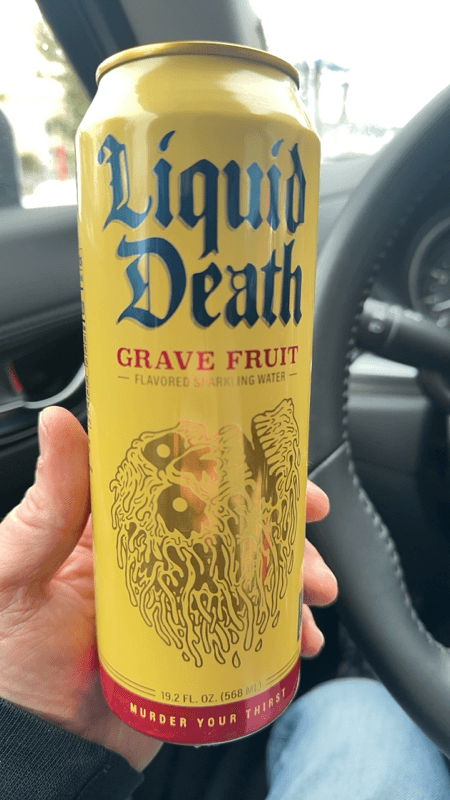 Liquid
Death
GRAVE FRUIT
FLAVORED SPARKLING WATER
19.2 FL. OZ. (568 ML)
MURDER YOUR THIRST